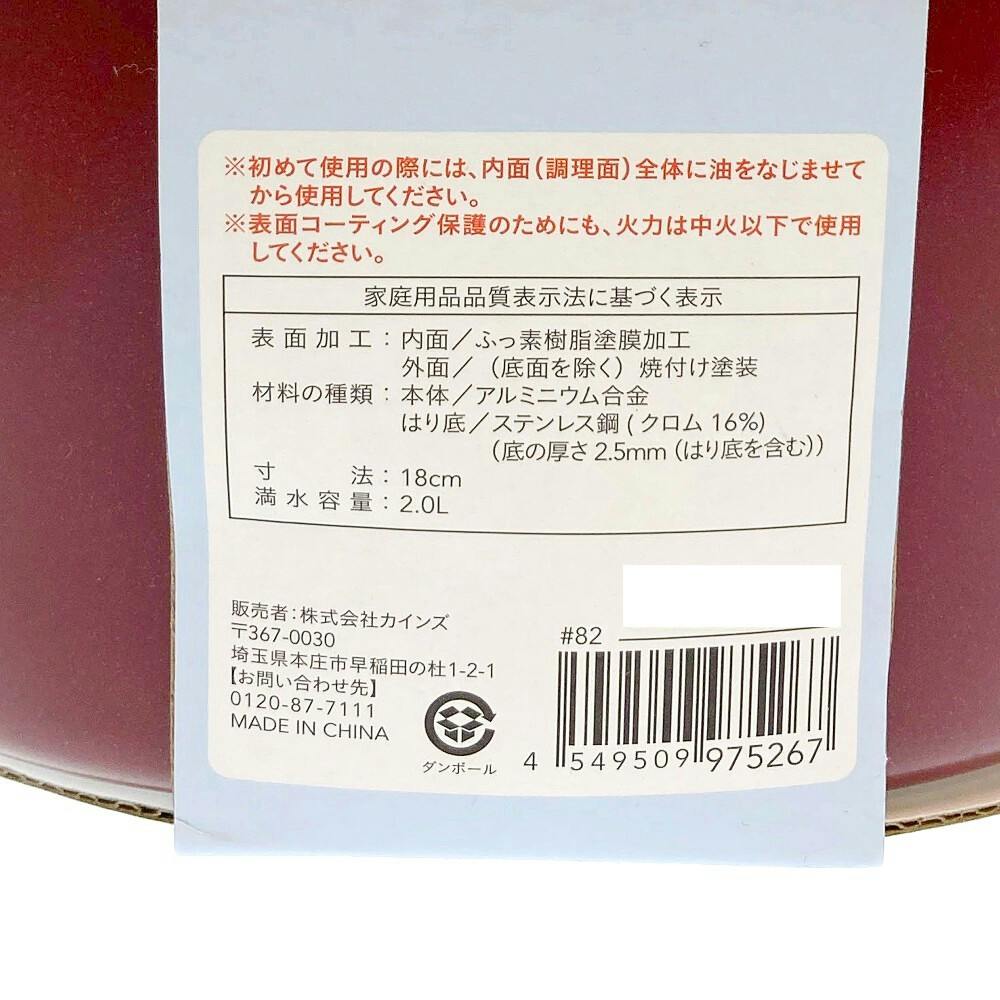 ※初めて使用の際には、内面(調理面)全体に油をなじませて
から使用してください。
※表面コーティング保護のためにも、火力は中火以下で使用
してください。
家庭用品品質表示法に基づく表示
表面加工:内面/ふっ素樹脂塗膜加工
外面/(底面を除く)焼付け塗装
材料の種類:本体/アルミニウム合金
はり底/ステンレス鋼(クロム16%)
(底の厚さ2.5mm(はり底を含む))
寸法:18cm
満水容量:2.0L
販売者:株式会社カインズ
〒367-0030
埼玉県本庄市早稲田の杜1-2-1
【お問い合わせ先】
0120-87-7111
MADE IN CHINA
ダンボール
#82
4 549509 975267